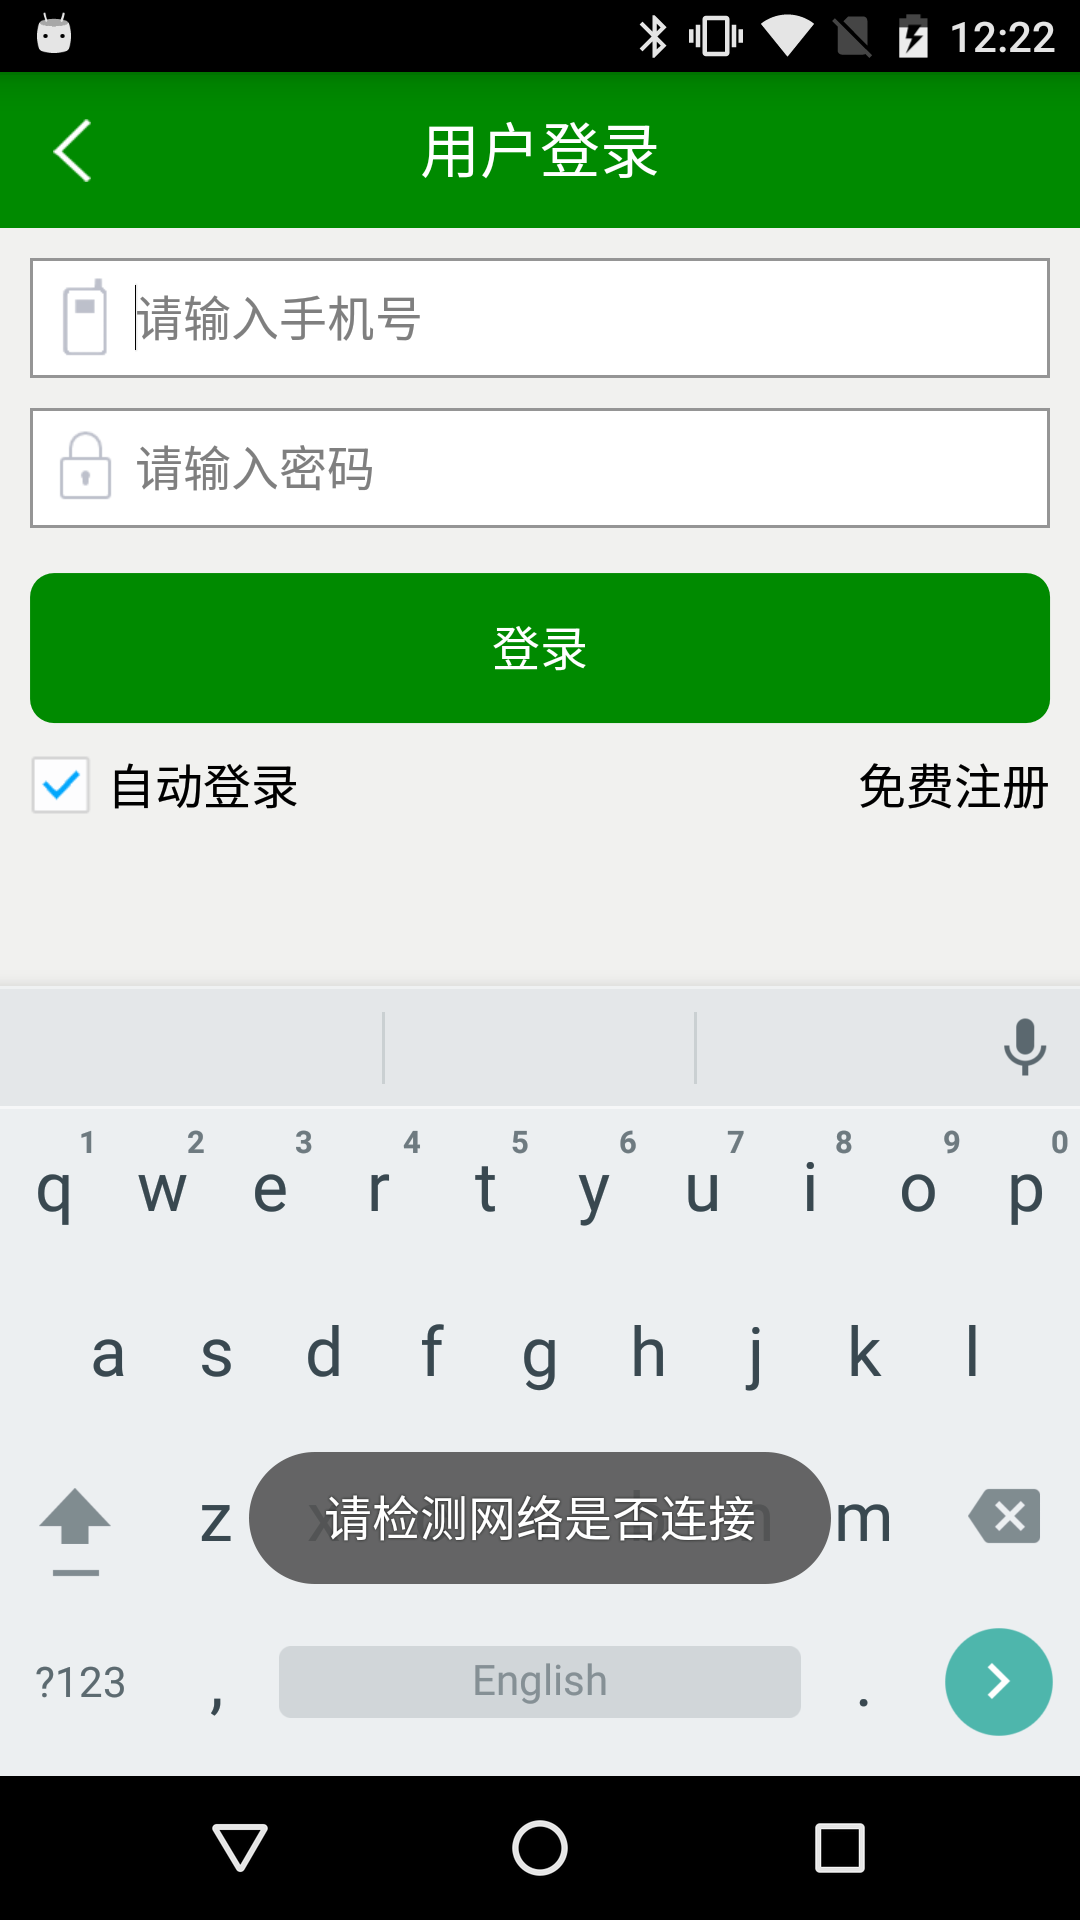 12:22
用户登录
请输入手机号
请输入密码
登录
自动登录 免费注册
1 2 3 4 5 6 7 8 9 0
q w e r t y u i o p
a s d f g h j k l
z m
请检测网络是否连接
?123 , English .